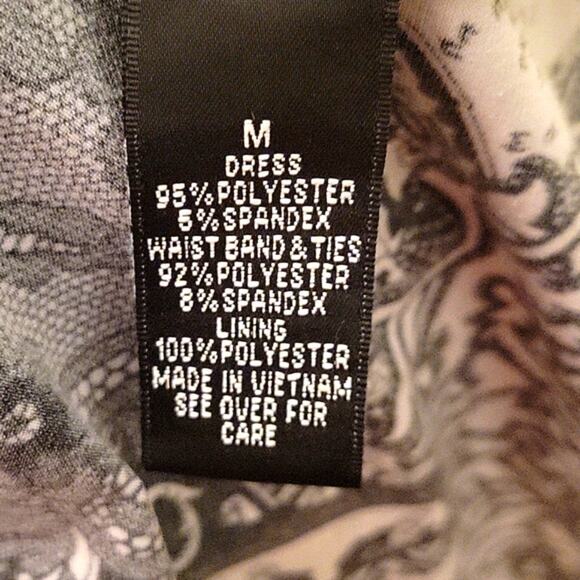 M
DRESS
95%POLYESTER
5%SPANDEX
WAIST BAND & TIES
92%POLYESTER
8%SPANDEX
LINING
100%POLYESTER
MADE IN VIETNAM
SEE OVER FOR
CARE